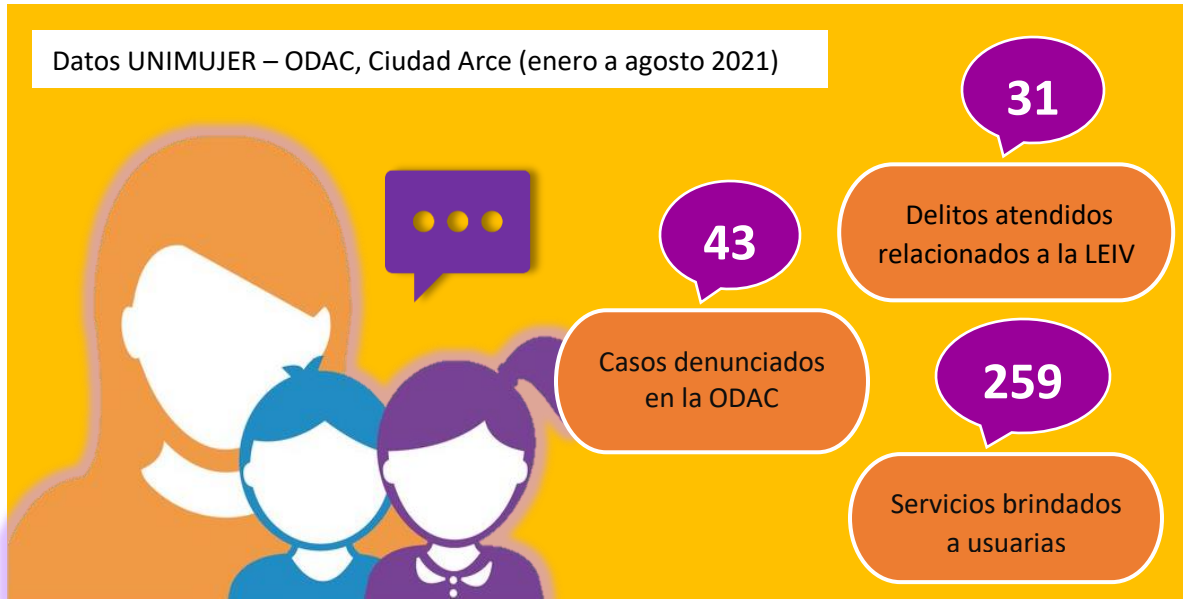 Datos UNIMUJER – ODAC, Ciudad Arce (enero a agosto 2021)
43
Casos denunciados
en la ODAC
31
Delitos atendidos
relacionados a la LEIV
259
Servicios brindados
a usuarias